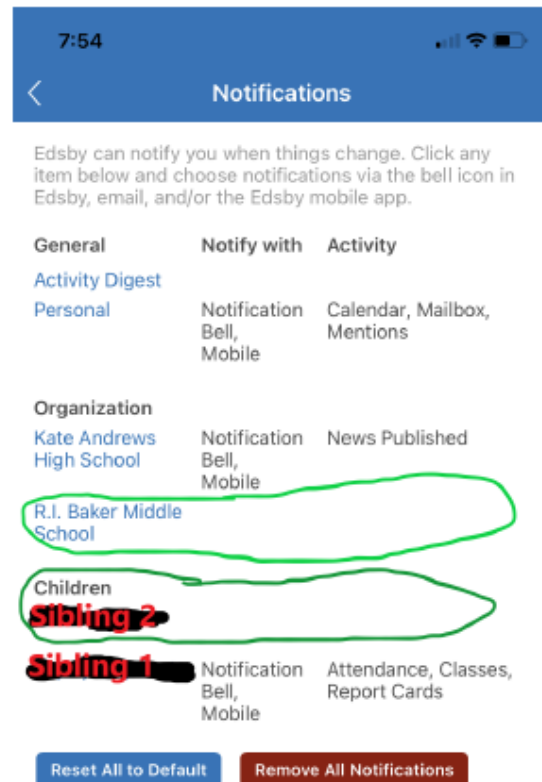 7:54
Notifications
Edsby can notify you when things change. Click any
item below and choose notifications via the bell icon in
Edsby, email, and/or the Edsby mobile app.
General Notify with Activity
Activity Digest
Personal Notification Calendar, Mailbox,
Bell, Mentions
Mobile
Organization
Kate Andrews Notification News Published
High School Bell,
Mobile
R.I. Baker Middle
School
Children
Sibling 2
Sibling 1 Notification Attendance, Classes,
Bell, Report Cards
Mobile
Reset All to Default Remove All Notifications